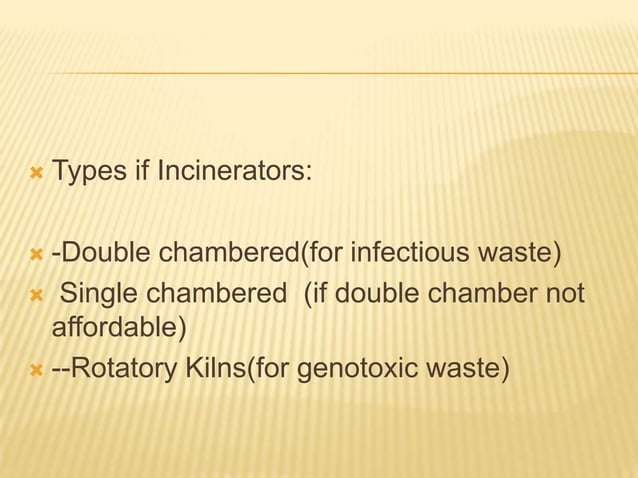 Types if Incinerators:
-Double chambered(for infectious waste)
Single chambered (if double chamber not
affordable)
--Rotatory Kilns(for genotoxic waste)